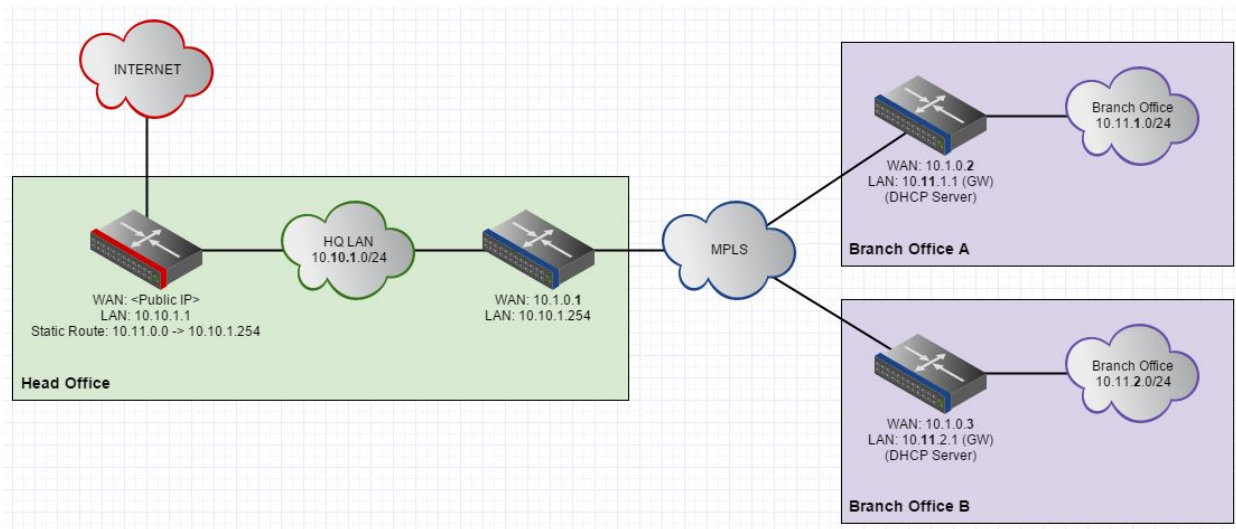 INTERNET
WAN: <Public IP>
LAN: 10.10.1.1
Static Route: 10.11.0.0 -> 10.10.1.254
HQ LAN
10.10.1.0/24
WAN: 10.1.0.1
LAN: 10.10.1.254
Head Office
MPLS
WAN: 10.1.0.2
LAN: 10.11.1.1 (GW)
(DHCP Server)
Branch Office
10.11.1.0/24
Branch Office A
WAN: 10.1.0.3
LAN: 10.11.2.1 (GW)
(DHCP Server)
Branch Office
10.11.2.0/24
Branch Office B